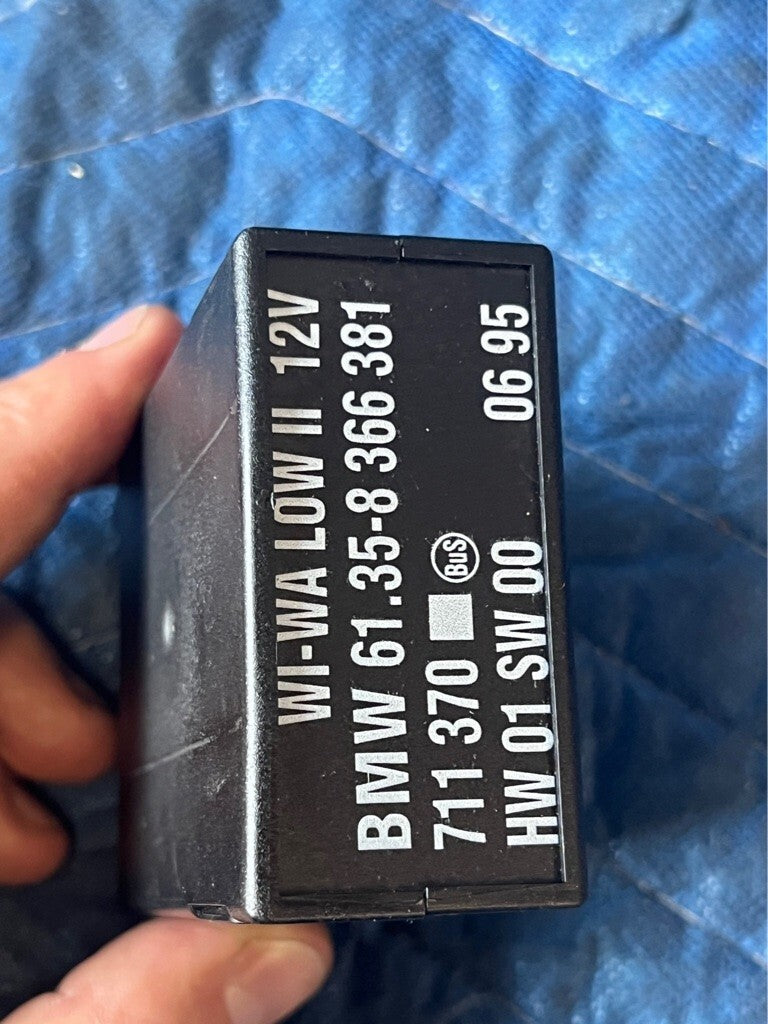 WI-WA LOW II 12V
BMW 61.35-8 366 381
711 370 BuS
HW 01 SW 00 06 95